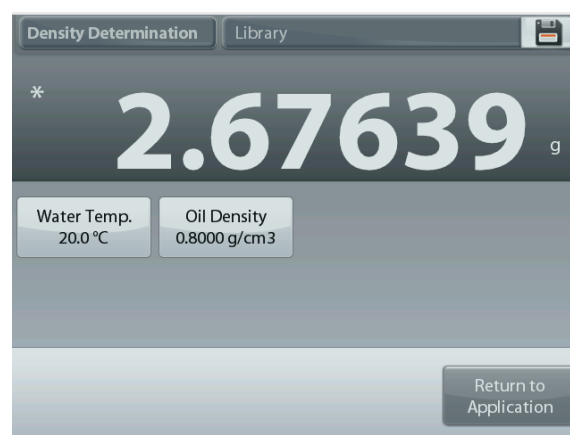 Density Determination
Library
*
2.67639 g
Water Temp.
20.0 °C
Oil Density
0.8000 g/cm3
Return to
Application